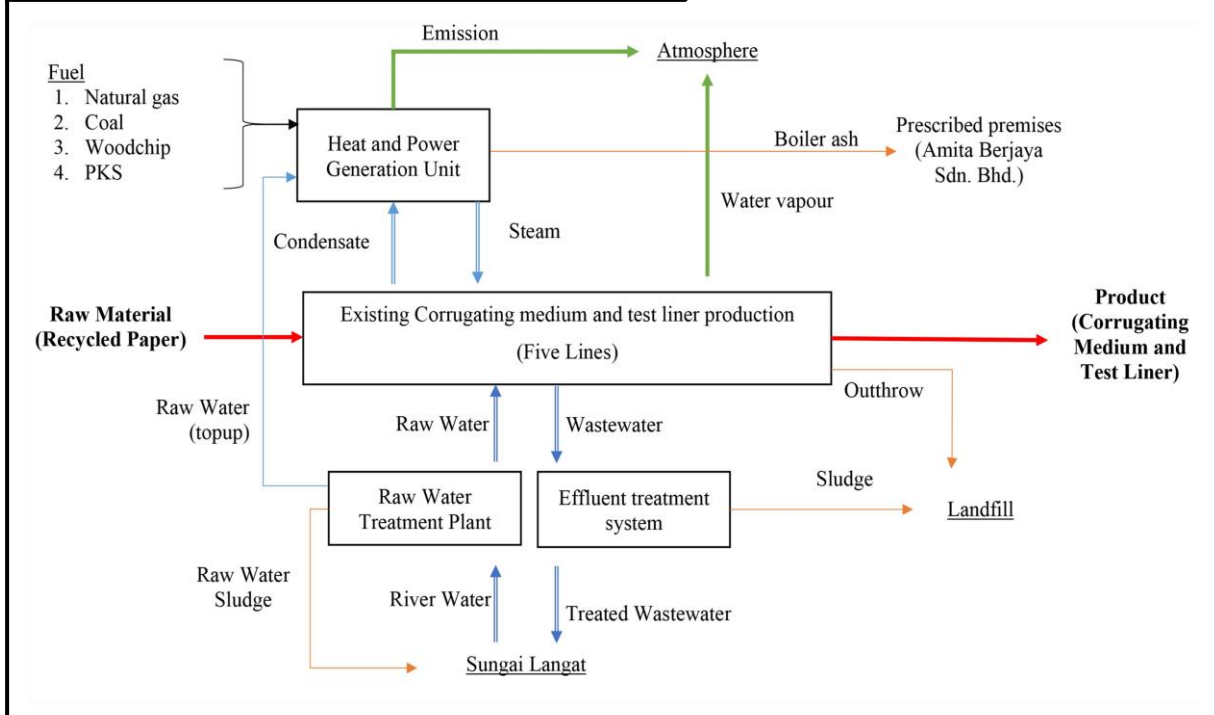 Emission
Atmosphere
Fuel
1. Natural gas
2. Coal
3. Woodchip
4. PKS
Heat and Power
Generation Unit
Boiler ash
Prescribed premises
(Amita Berjaya
Sdn. Bhd.)
Water vapour
Condensate
Steam
Raw Material
(Recycled Paper)
Existing Corrugating medium and test liner production
(Five Lines)
Product
(Corrugating
Medium and
Test Liner)
Outthrow
Raw Water
(topup)
Raw Water
Wastewater
Raw Water
Treatment Plant
Effluent treatment
system
Sludge
Landfill
Raw Water
Sludge
River Water
Treated Wastewater
Sungai Langat